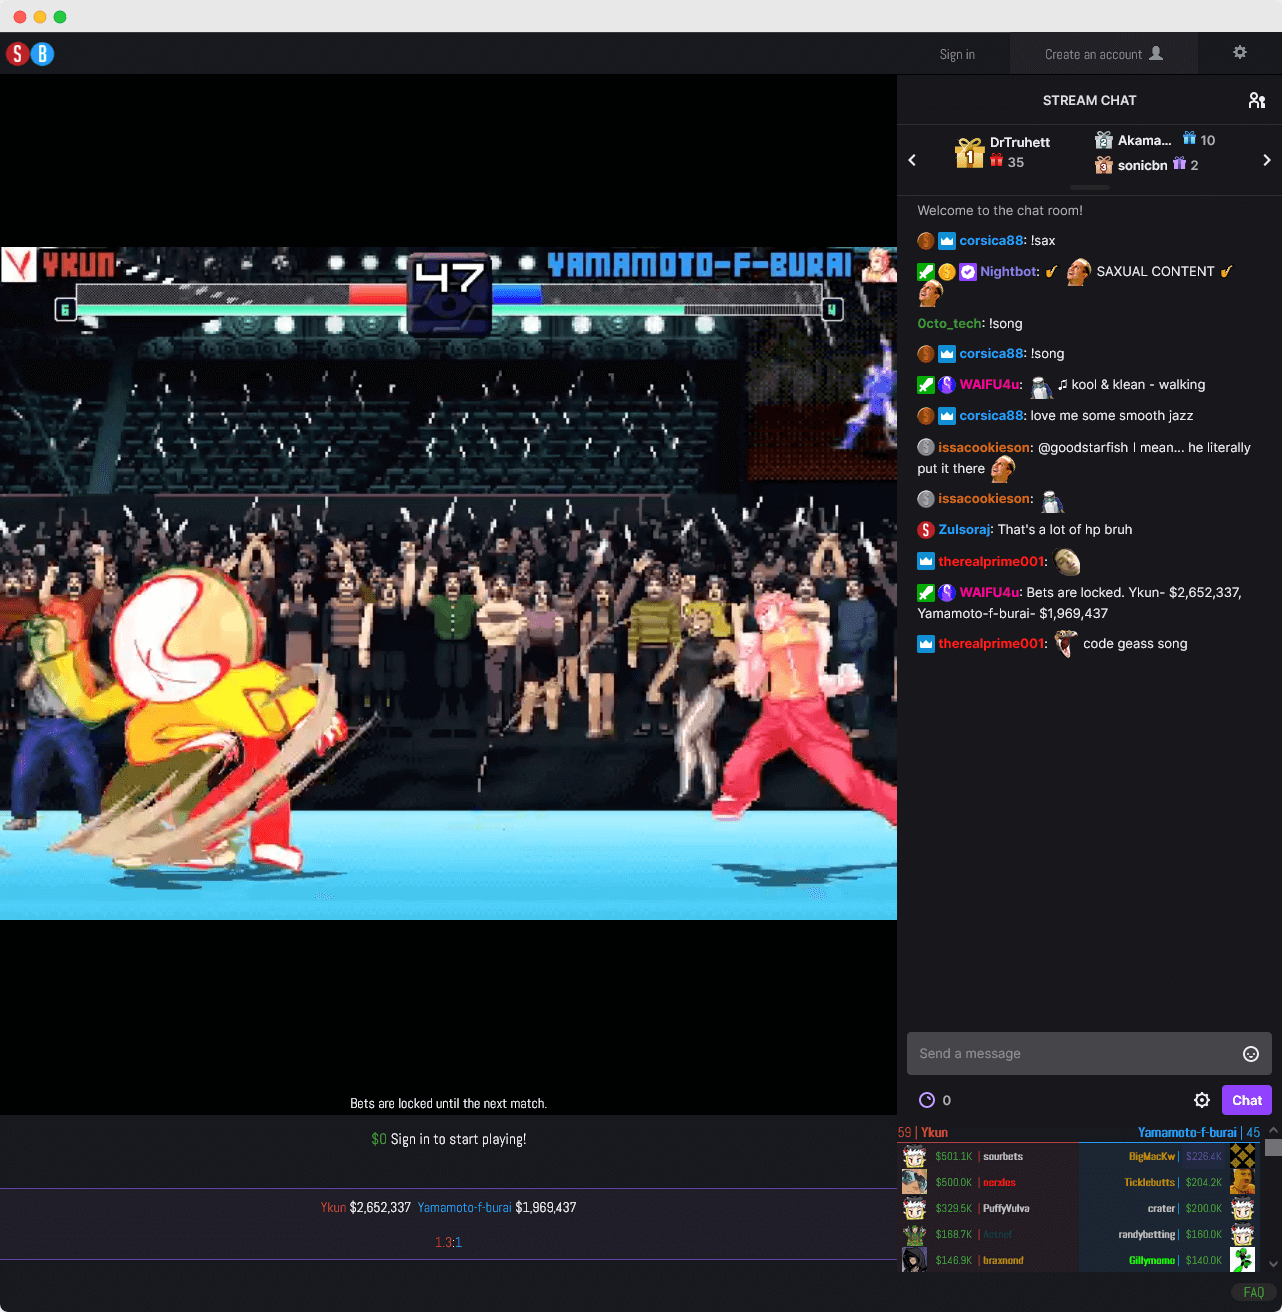 S B
Sign in
Create an account
STREAM CHAT
1 DrTruhett
35
2 Akama... 10
3 sonicbn 2
YKUN
47
YAMAMOTO-F-BURAI
6
4
Welcome to the chat room!
corsica88: !sax
Nightbot: SAXUAL CONTENT
0cto_tech: !song
corsica88: !song
WAIFU4u: ♫ kool & klean - walking
corsica88: love me some smooth jazz
issacookieson: @goodstarfish I mean... he literally
put it there
issacookieson:
Zulsoraj: That's a lot of hp bruh
therealprime001:
WAIFU4u: Bets are locked. Ykun- $2,652,337,
Yamamoto-f-burai- $1,969,437
therealprime001: code geass song
Send a message
0
Chat
Bets are locked until the next match.
$0 Sign in to start playing!
Ykun $2,652,337 Yamamoto-f-burai $1,969,437
1.3:1
59 | Ykun
Yamamoto-f-burai | 45
$501.1K | sourbets
BigMacKw | $226.4K
$500.0K | osrxles
Ticklebutts | $204.2K
$329.5K | PuffyVulva
crater | $200.0K
$168.7K |
randybetting | $160.0K
$146.9K | braxnond
Gillymomo | $140.0K
FAQ